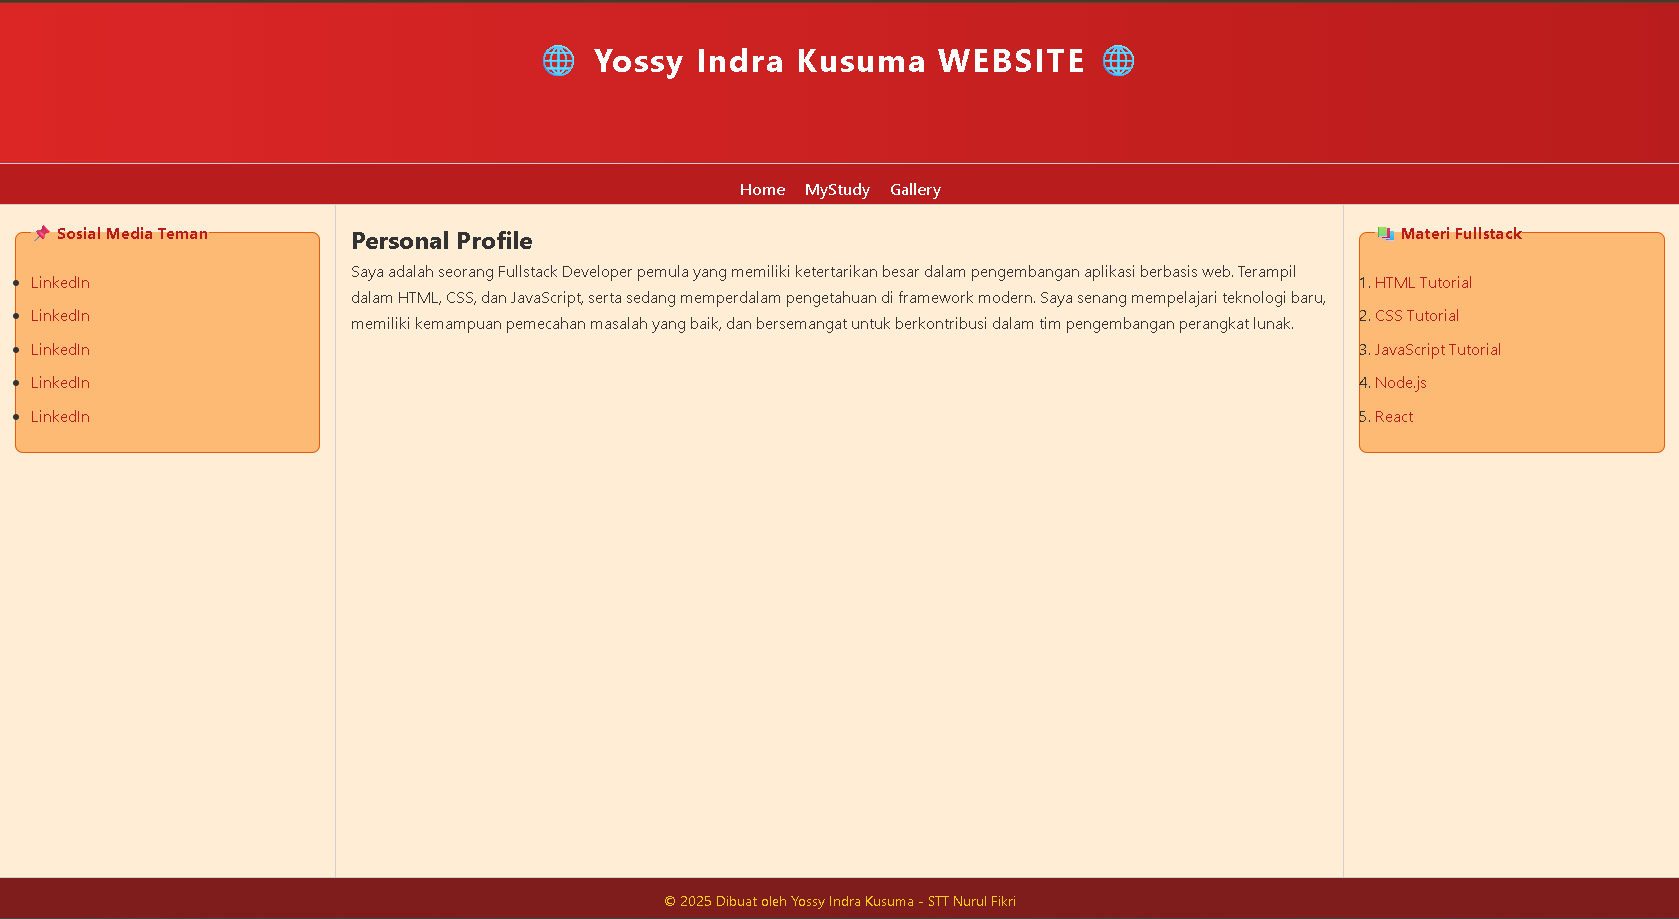 🌐 Yossy Indra Kusuma WEBSITE 🌐
Home MyStudy Gallery
📌 Sosial Media Teman
• LinkedIn
• LinkedIn
• LinkedIn
• LinkedIn
• LinkedIn
Personal Profile
Saya adalah seorang Fullstack Developer pemula yang memiliki ketertarikan besar dalam pengembangan aplikasi berbasis web. Terampil
dalam HTML, CSS, dan JavaScript, serta sedang memperdalam pengetahuan di framework modern. Saya senang mempelajari teknologi baru,
memiliki kemampuan pemecahan masalah yang baik, dan bersemangat untuk berkontribusi dalam tim pengembangan perangkat lunak.
📚 Materi Fullstack
1. HTML Tutorial
2. CSS Tutorial
3. JavaScript Tutorial
4. Node.js
5. React
© 2025 Dibuat oleh Yossy Indra Kusuma - STT Nurul Fikri